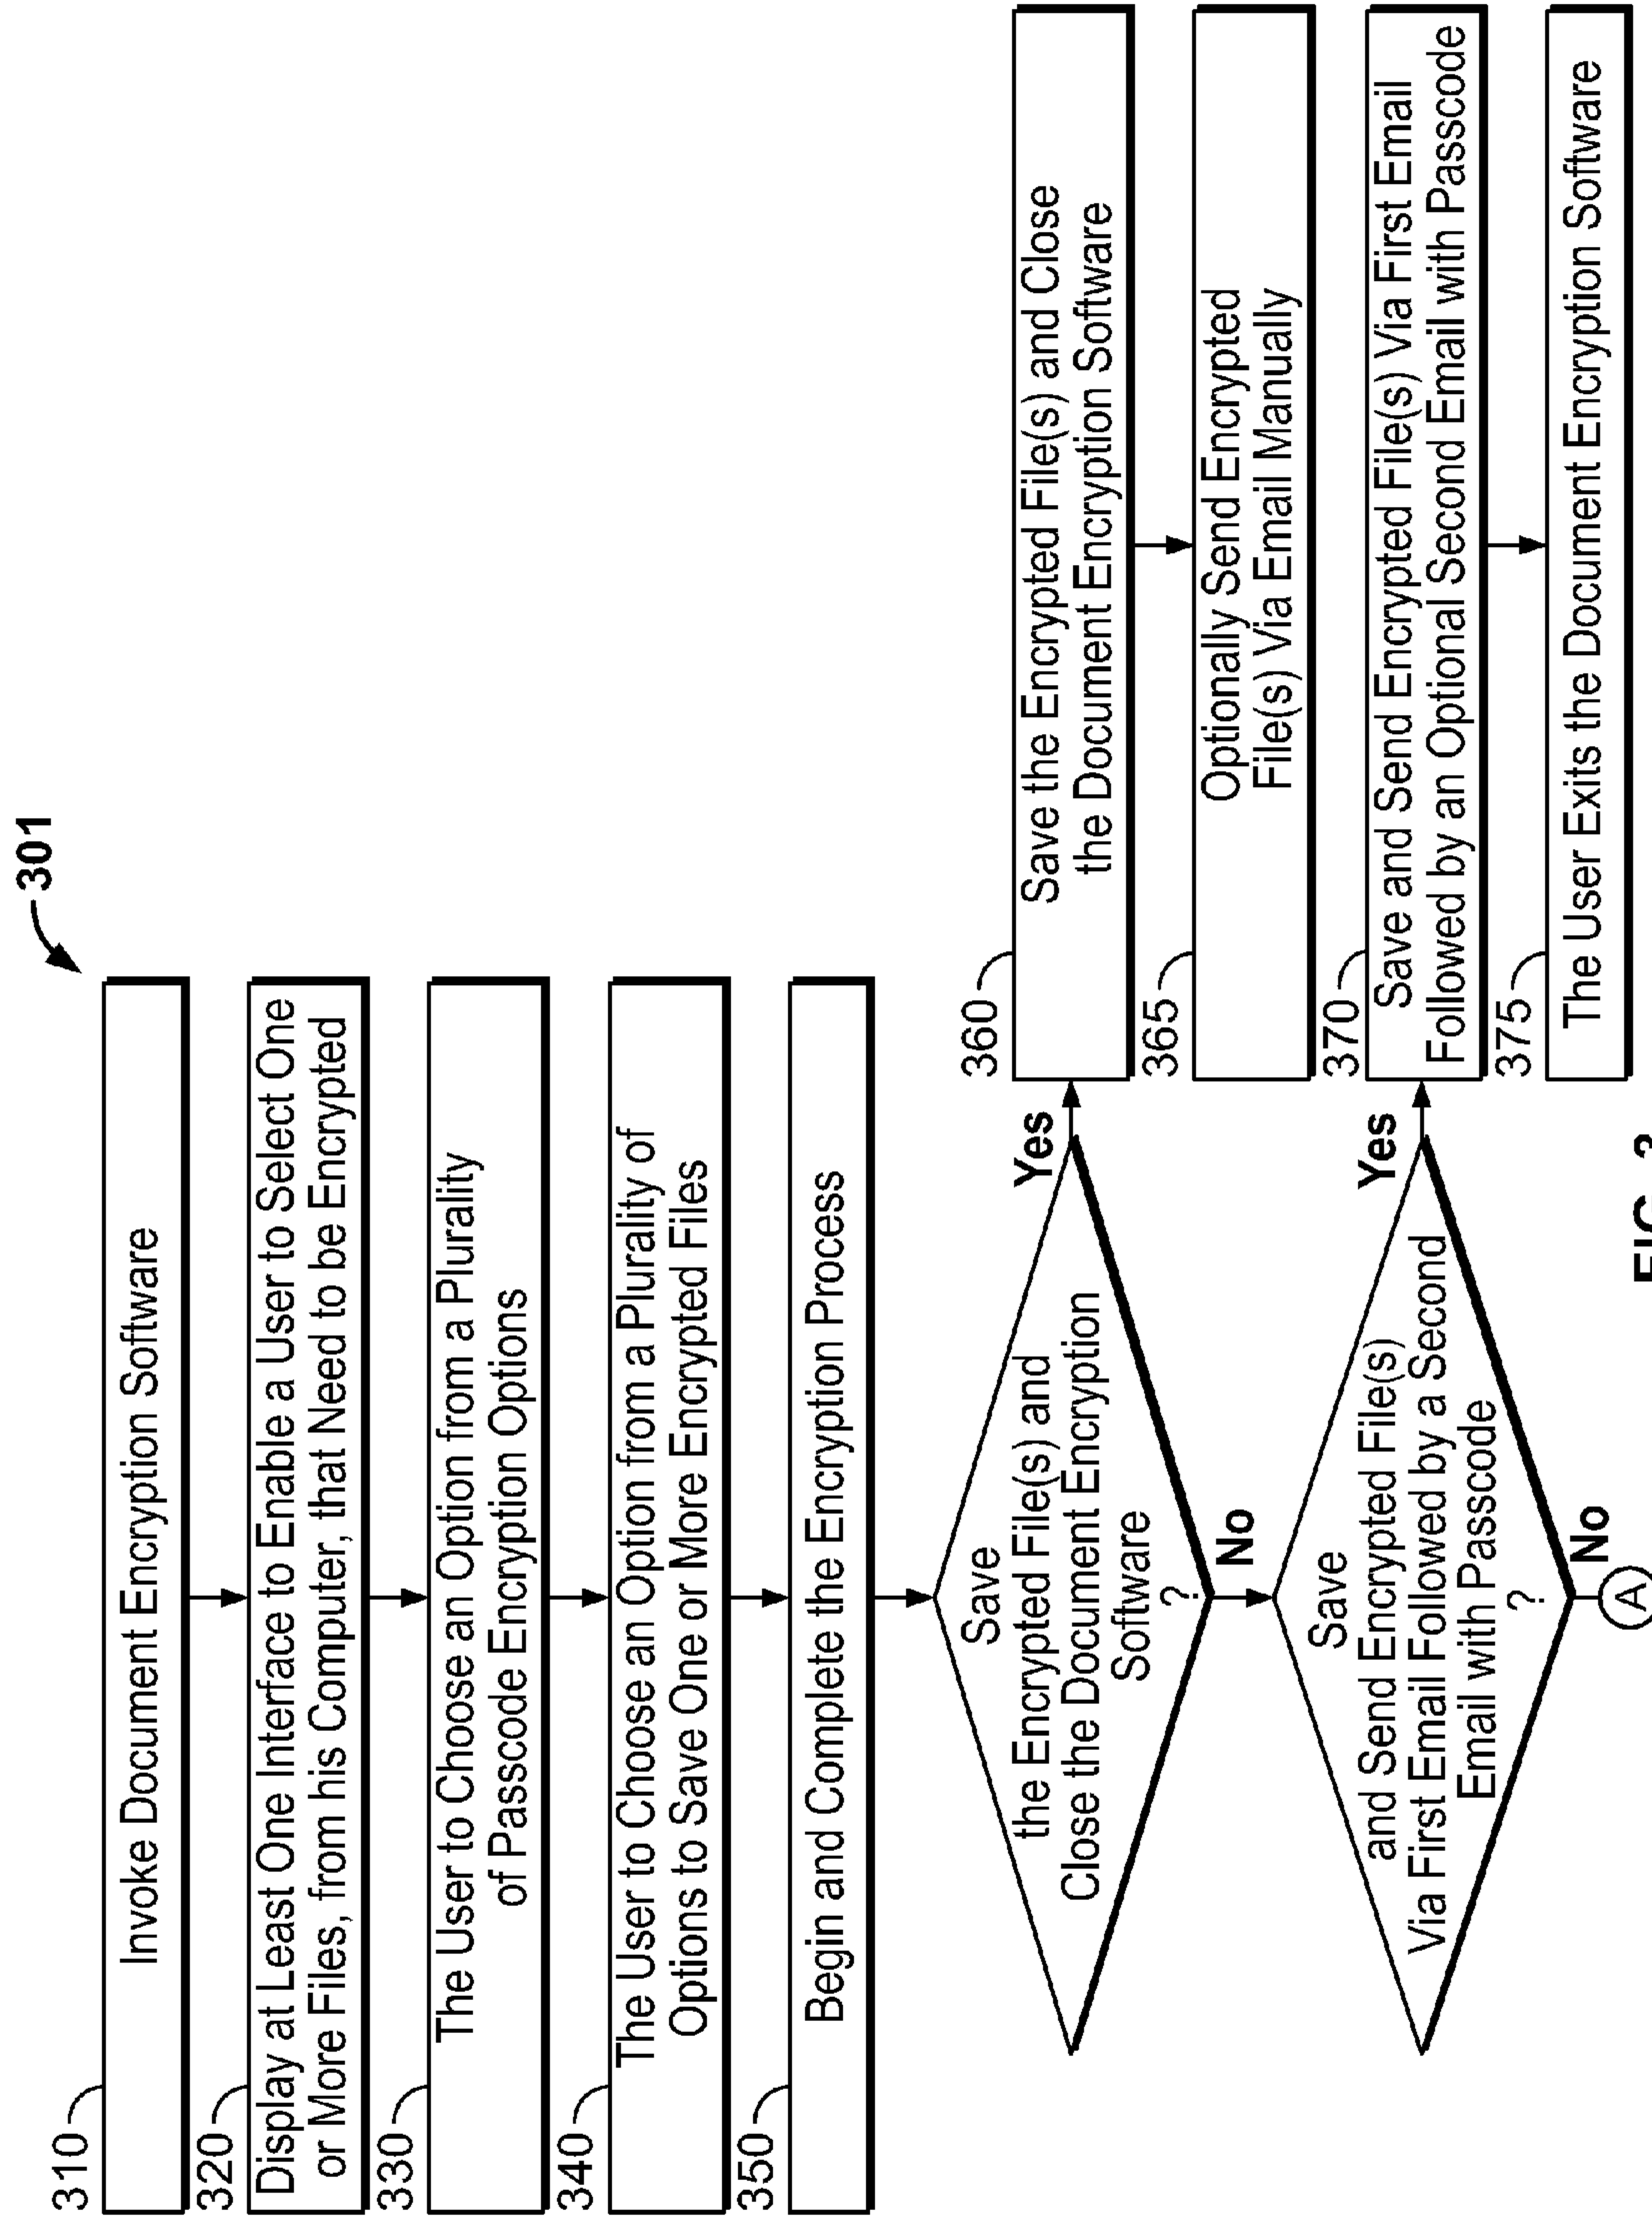 301
310
Invoke Document Encryption Software
320
Display at Least One Interface to Enable a User to Select One
or More Files, from his Computer, that Need to be Encrypted
330
The User to Choose an Option from a Plurality
of Passcode Encryption Options
340
The User to Choose an Option from a Plurality of
Options to Save One or More Encrypted Files
350
Begin and Complete the Encryption Process
Save
the Encrypted File(s) and
Close the Document Encryption
Software
?
Yes
No
360
Save the Encrypted File(s) and Close
the Document Encryption Software
365
Optionally Send Encrypted
File(s) Via Email Manually
Save
and Send Encrypted File(s)
Via First Email Followed by a Second
Email with Passcode
?
Yes
No
370
Save and Send Encrypted File(s) Via First Email
Followed by an Optional Second Email with Passcode
375
The User Exits the Document Encryption Software
A
FIG. 3